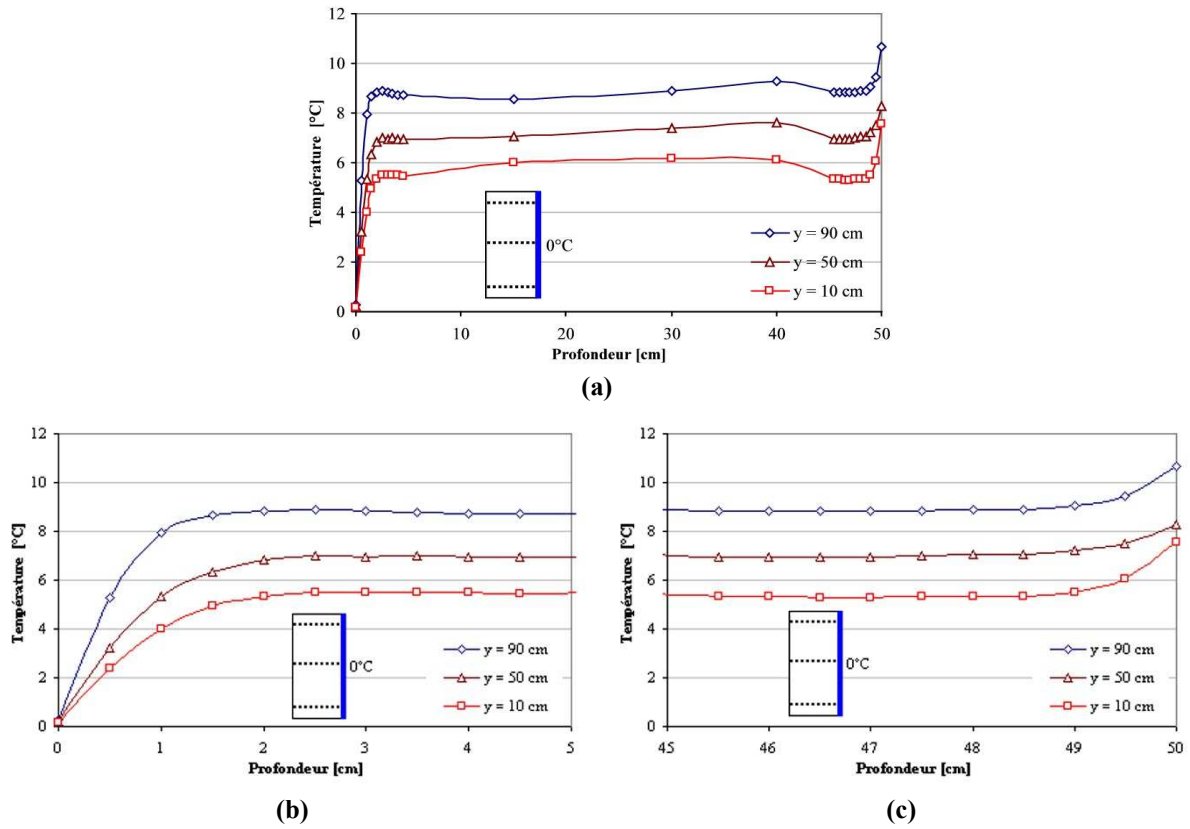 12
10
8
6
4
2
0
Température [°C]
0°C
y = 90 cm
y = 50 cm
y = 10 cm
0 10 20 30 40 50
Profondeur [cm]
(a)
12
10
8
6
4
2
0
Température [°C]
0°C
y = 90 cm
y = 50 cm
y = 10 cm
0 1 2 3 4 5
Profondeur [cm]
(b)
12
10
8
6
4
2
0
Température [°C]
0°C
y = 90 cm
y = 50 cm
y = 10 cm
45 46 47 48 49 50
Profondeur [cm]
(c)